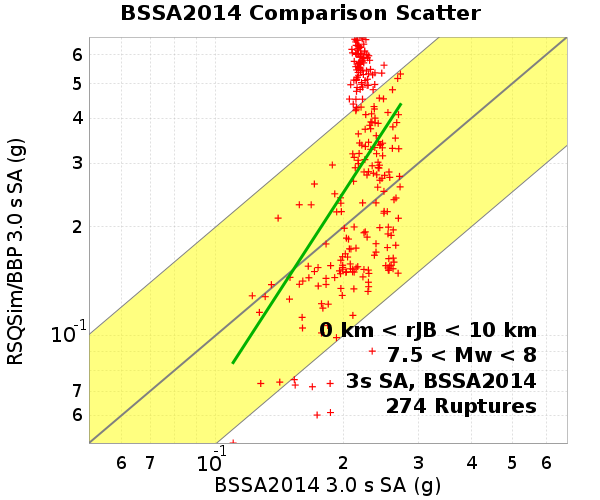 BSSA2014 Comparison Scatter
RSQSim/BBP 3.0 s SA (g)
6
5
4
3
2
10-1
7
6
0 km < rJB < 10 km
7.5 < Mw < 8
3s SA, BSSA2014
274 Ruptures
6 7 10-1 2 3 4 5 6
BSSA2014 3.0 s SA (g)